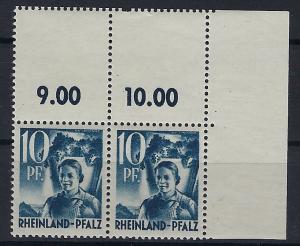 9.00 10.00
10 10
PF. PF.
RHEINLAND-PFALZ RHEINLAND-PFALZ